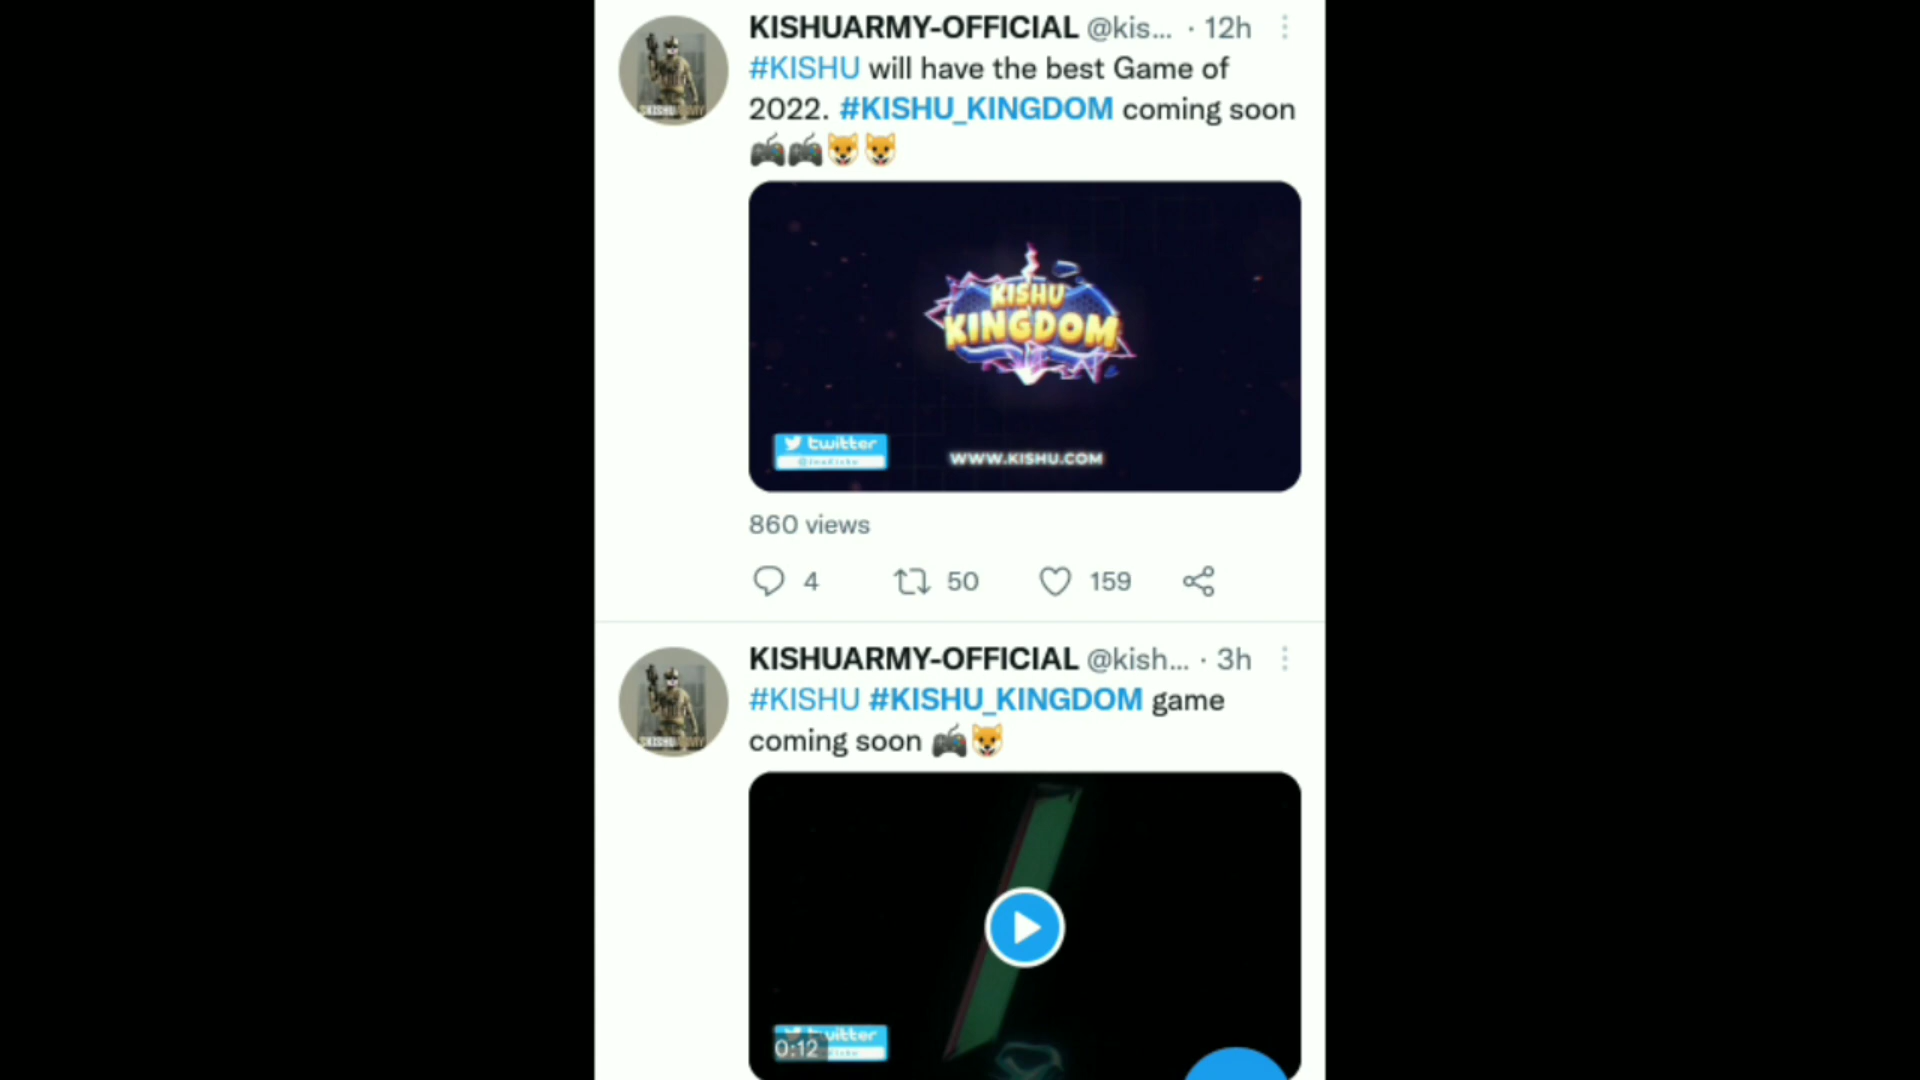 KISHUARMY-OFFICIAL @kis... · 12h
#KISHU will have the best Game of
2022. #KISHU_KINGDOM coming soon
🎮🎮🐺🐺
KISHU
KINGDOM
twitter
WWW.KISHU.COM
860 views
4 50 159
KISHUARMY-OFFICIAL @kish... · 3h
#KISHU #KISHU_KINGDOM game
coming soon 🎮🐺
twitter
0:12